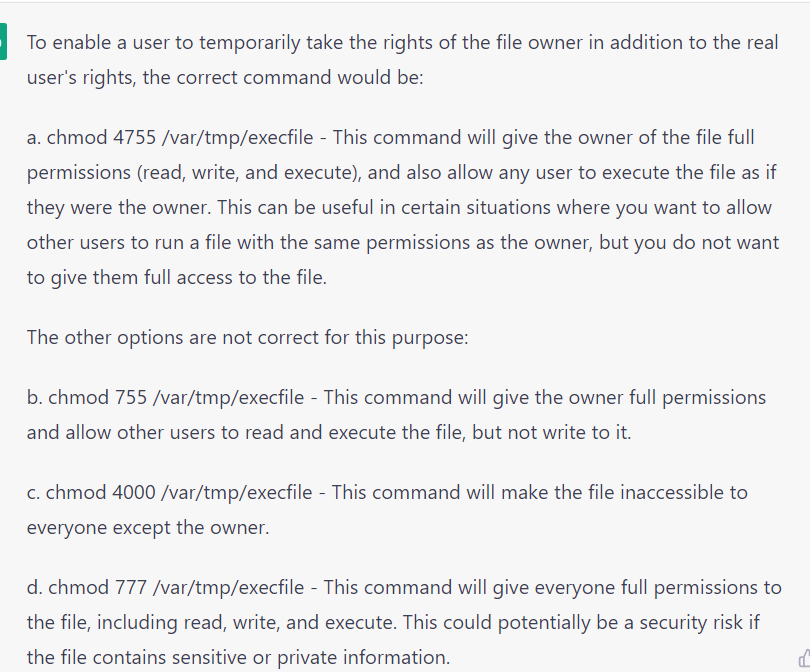 To enable a user to temporarily take the rights of the file owner in addition to the real
user's rights, the correct command would be:
a. chmod 4755 /var/tmp/execfile - This command will give the owner of the file full
permissions (read, write, and execute), and also allow any user to execute the file as if
they were the owner. This can be useful in certain situations where you want to allow
other users to run a file with the same permissions as the owner, but you do not want
to give them full access to the file.
The other options are not correct for this purpose:
b. chmod 755 /var/tmp/execfile - This command will give the owner full permissions
and allow other users to read and execute the file, but not write to it.
c. chmod 4000 /var/tmp/execfile - This command will make the file inaccessible to
everyone except the owner.
d. chmod 777 /var/tmp/execfile - This command will give everyone full permissions to
the file, including read, write, and execute. This could potentially be a security risk if
the file contains sensitive or private information.